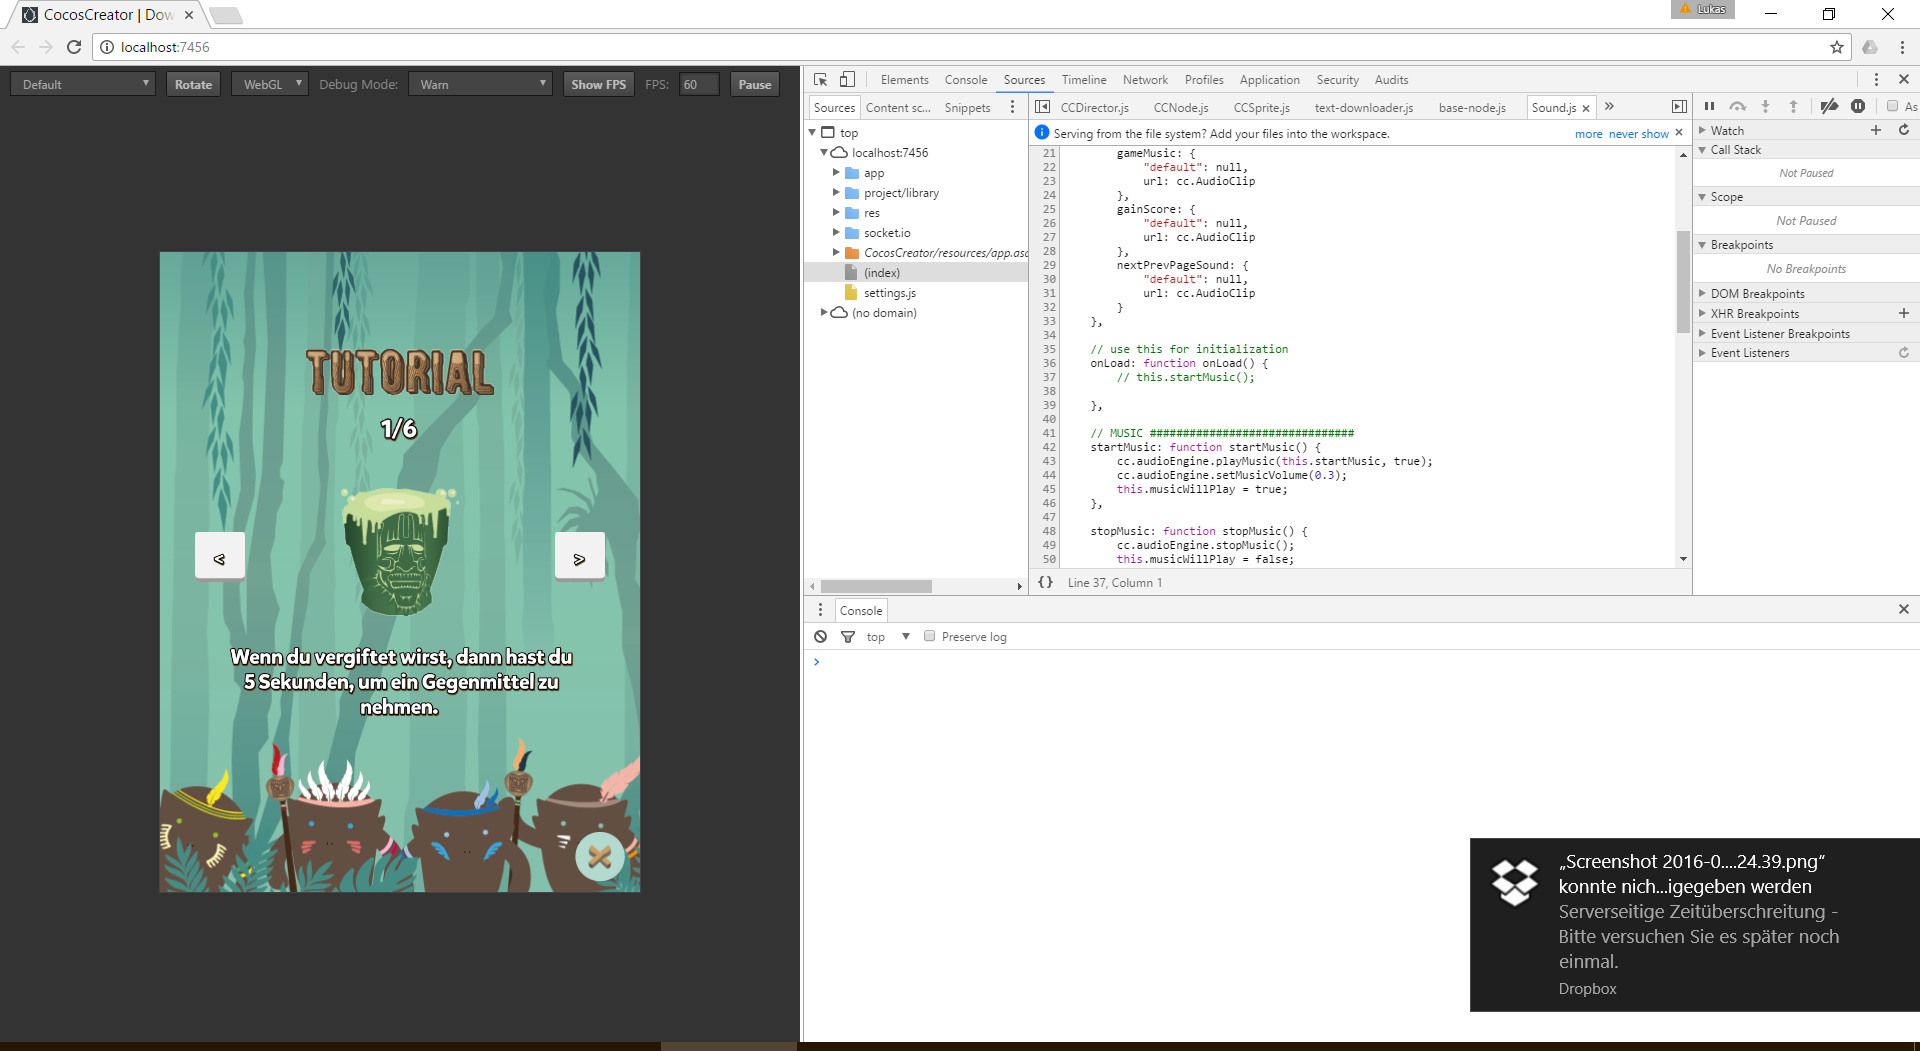 CocosCreator | Dow
Lukas
localhost:7456
Default
Rotate
WebGL
Debug Mode:
Warn
Show FPS
FPS:
60
Pause
TUTORIAL
1/6
<
>
Wenn du vergiftet wirst, dann hast du
5 Sekunden, um ein Gegenmittel zu
nehmen.
Elements Console Sources Timeline Network Profiles Application Security Audits
Sources Content sc... Snippets
top
localhost:7456
app
project/library
res
socket.io
CocosCreator/resources/app.asa
(index)
settings.js
(no domain)
CCDirector.js CCNode.js CCSprite.js text-downloader.js base-node.js Sound.js
Serving from the file system? Add your files into the workspace. more never show
21 gameMusic: {
22 "default": null,
23 url: cc.AudioClip
24 },
25 gainScore: {
26 "default": null,
27 url: cc.AudioClip
28 },
29 nextPrevPageSound: {
30 "default": null,
31 url: cc.AudioClip
32 }
33 },
34
35 // use this for initialization
36 onLoad: function onLoad() {
37 // this.startMusic();
38
39 },
40
41 // MUSIC ###############################
42 startMusic: function startMusic() {
43 cc.audioEngine.playMusic(this.startMusic, true);
44 cc.audioEngine.setMusicVolume(0.3);
45 this.musicWillPlay = true;
46 },
47
48 stopMusic: function stopMusic() {
49 cc.audioEngine.stopMusic();
50 this.musicWillPlay = false;
{} Line 37, Column 1
As
Watch
Call Stack
Not Paused
Scope
Not Paused
Breakpoints
No Breakpoints
DOM Breakpoints
XHR Breakpoints
Event Listener Breakpoints
Event Listeners
Console
top
Preserve log
>
„Screenshot 2016-0....24.39.png“
konnte nich...igegeben werden
Serverseitige Zeitüberschreitung -
Bitte versuchen Sie es später noch
einmal.
Dropbox